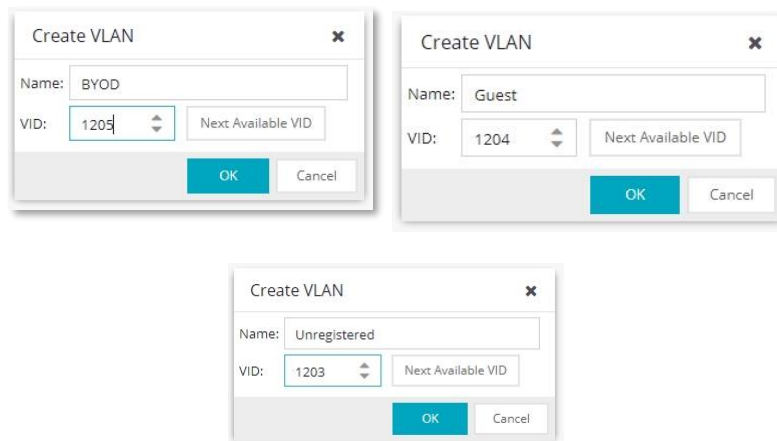 Create VLAN ×
Name: BYOD
VID: 1205 Next Available VID
OK Cancel
Create VLAN ×
Name: Guest
VID: 1204 Next Available VID
OK Cancel
Create VLAN ×
Name: Unregistered
VID: 1203 Next Available VID
OK Cancel